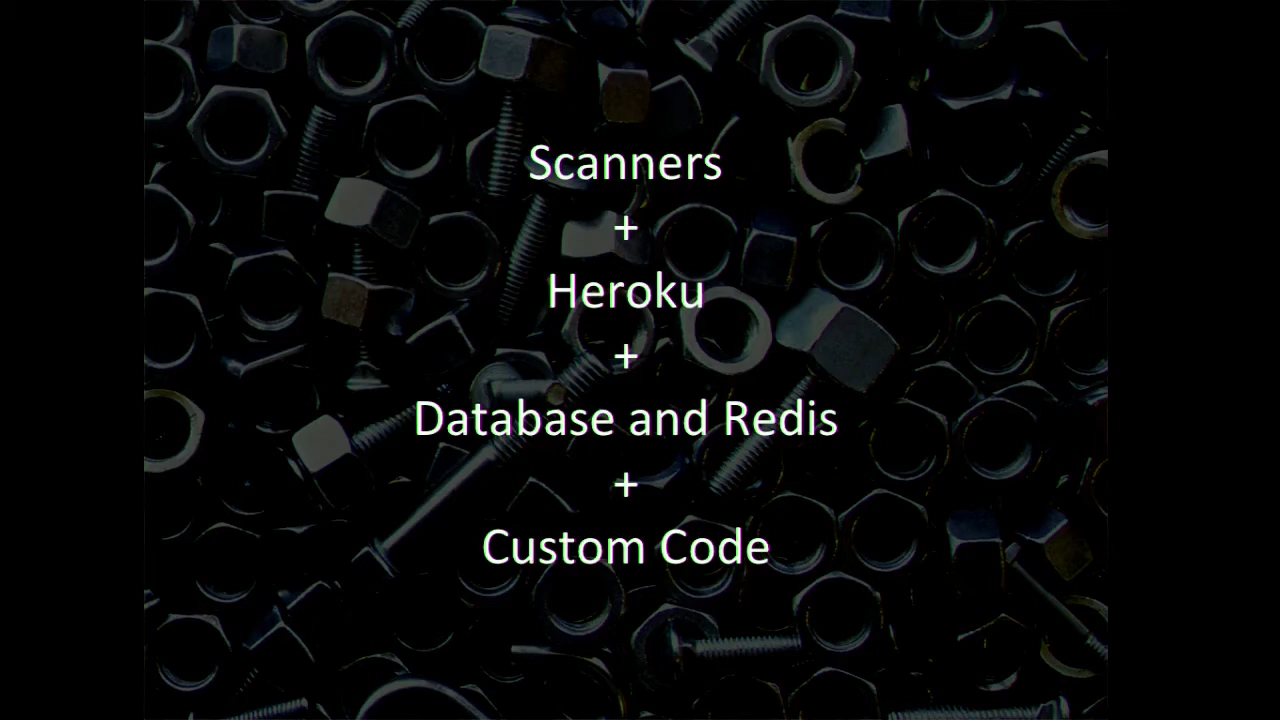 Scanners
+
Heroku
+
Database and Redis
+
Custom Code